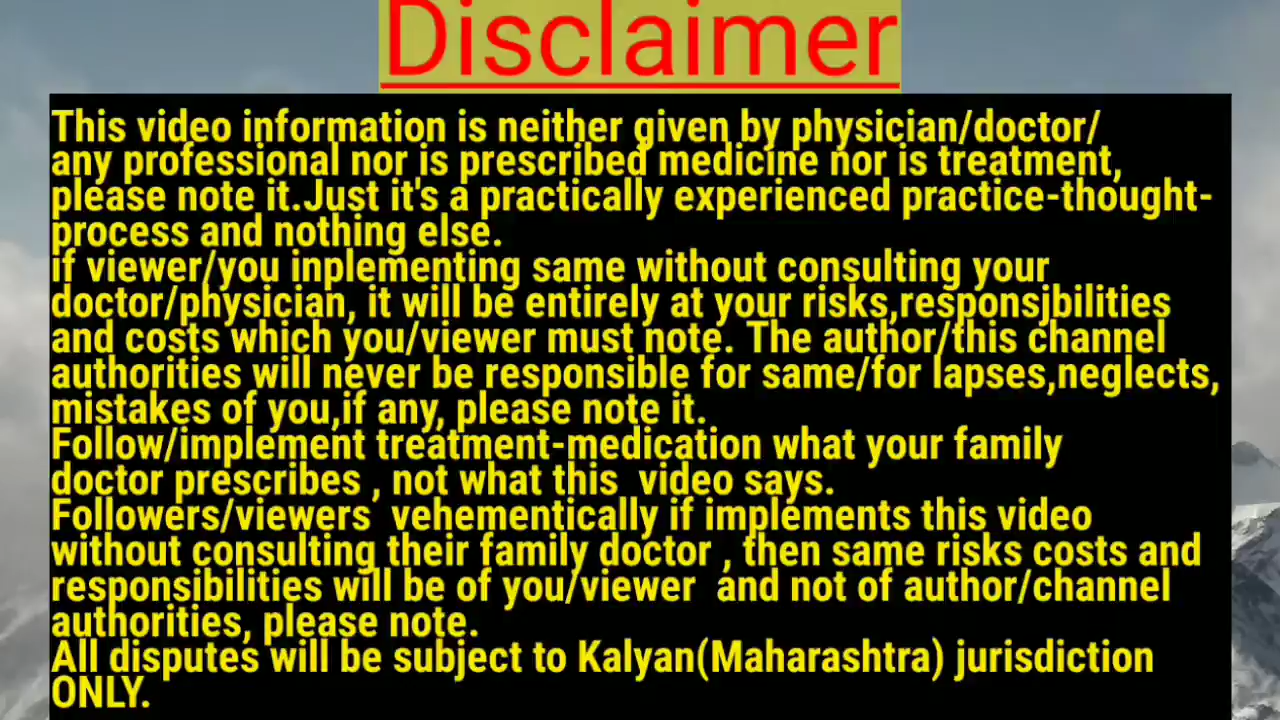 Disclaimer
This video information is neither given by physician/doctor/
any professional nor is prescribed medicine nor is treatment,
please note it.Just it's a practically experienced practice-thought-
process and nothing else.
if viewer/you inplementing same without consulting your
doctor/physician, it will be entirely at your risks,responsjbilities
and costs which you/viewer must note. The author/this channel
authorities will never be responsible for same/for lapses,neglects,
mistakes of you,if any, please note it.
Follow/implement treatment-medication what your family
doctor prescribes , not what this  video says.
Followers/viewers  vehementically if implements this video
without consulting their family doctor , then same risks costs and
responsibilities will be of you/viewer  and not of author/channel
authorities, please note.
All disputes will be subject to Kalyan(Maharashtra) jurisdiction
ONLY.